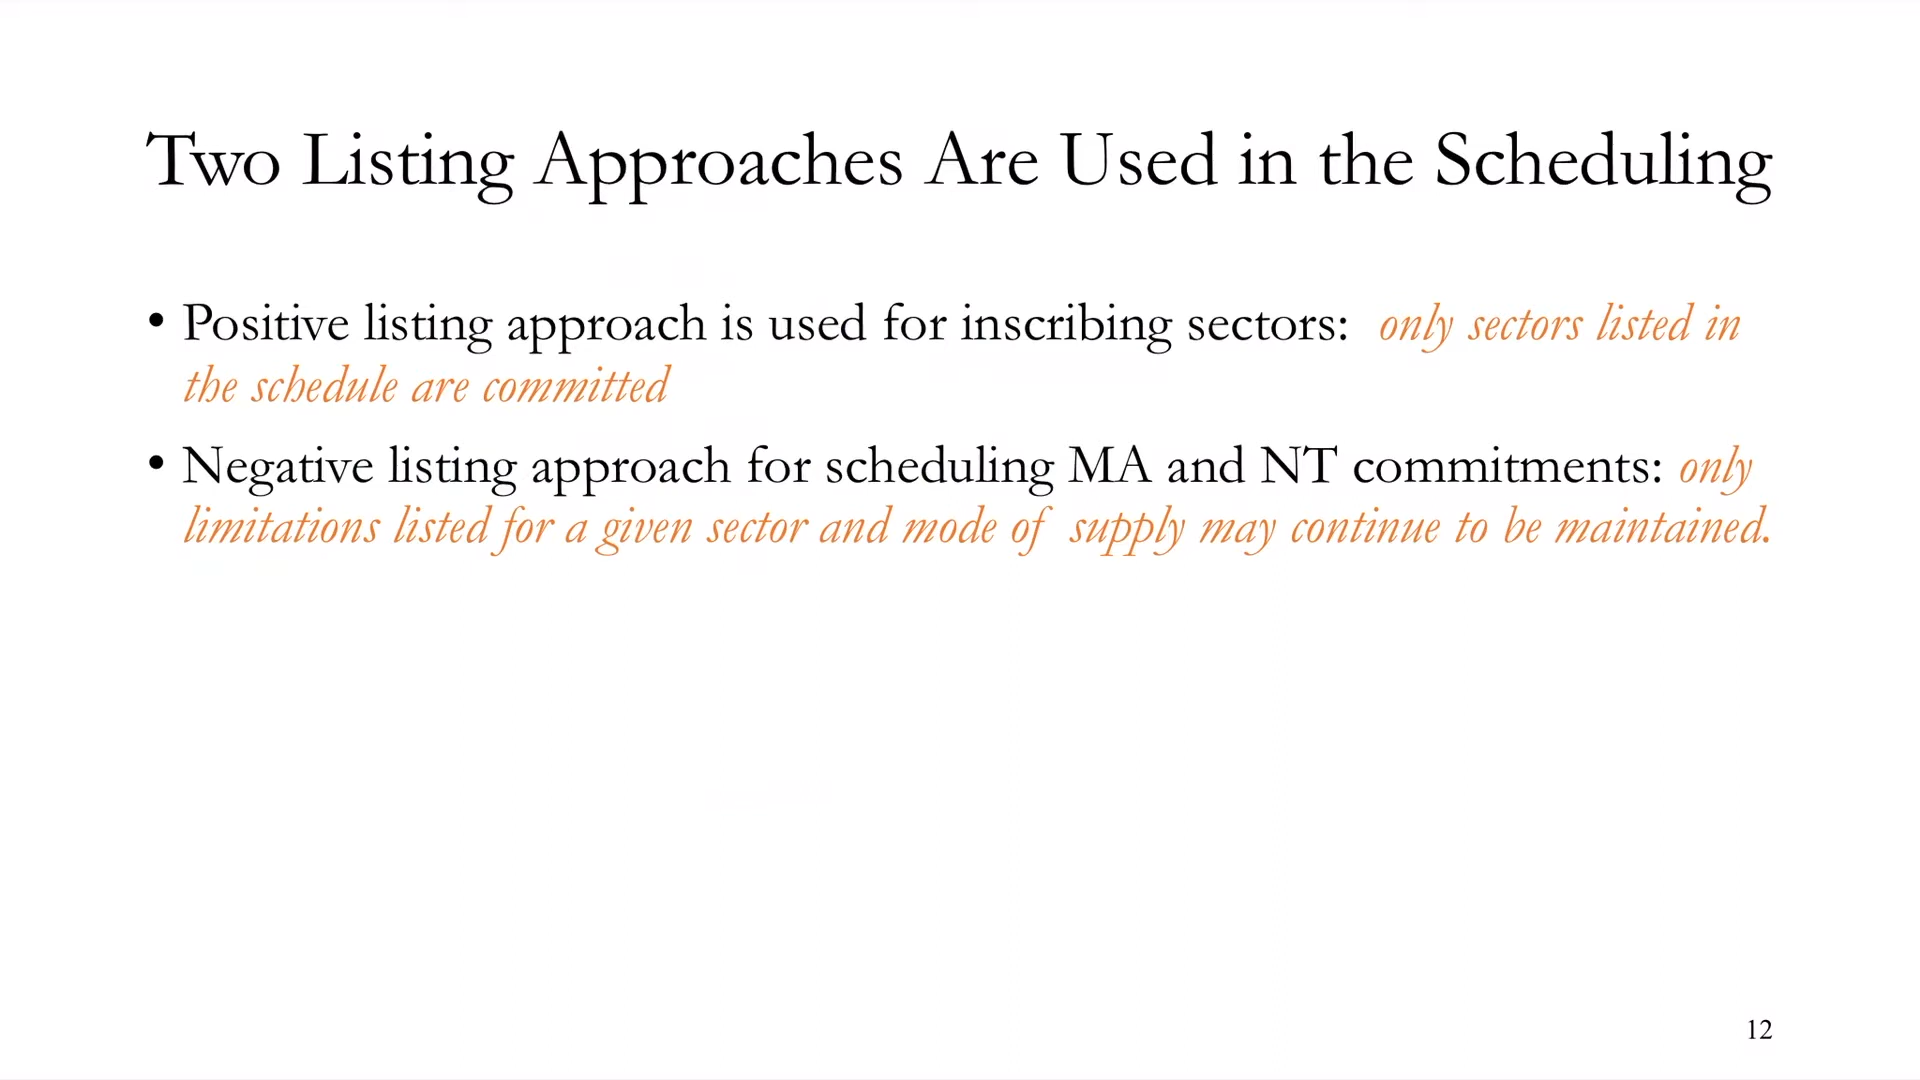 Two Listing Approaches Are Used in the Scheduling
• Positive listing approach is used for inscribing sectors: only sectors listed in
the schedule are committed
• Negative listing approach for scheduling MA and NT commitments: only
limitations listed for a given sector and mode of supply may continue to be maintained.
12